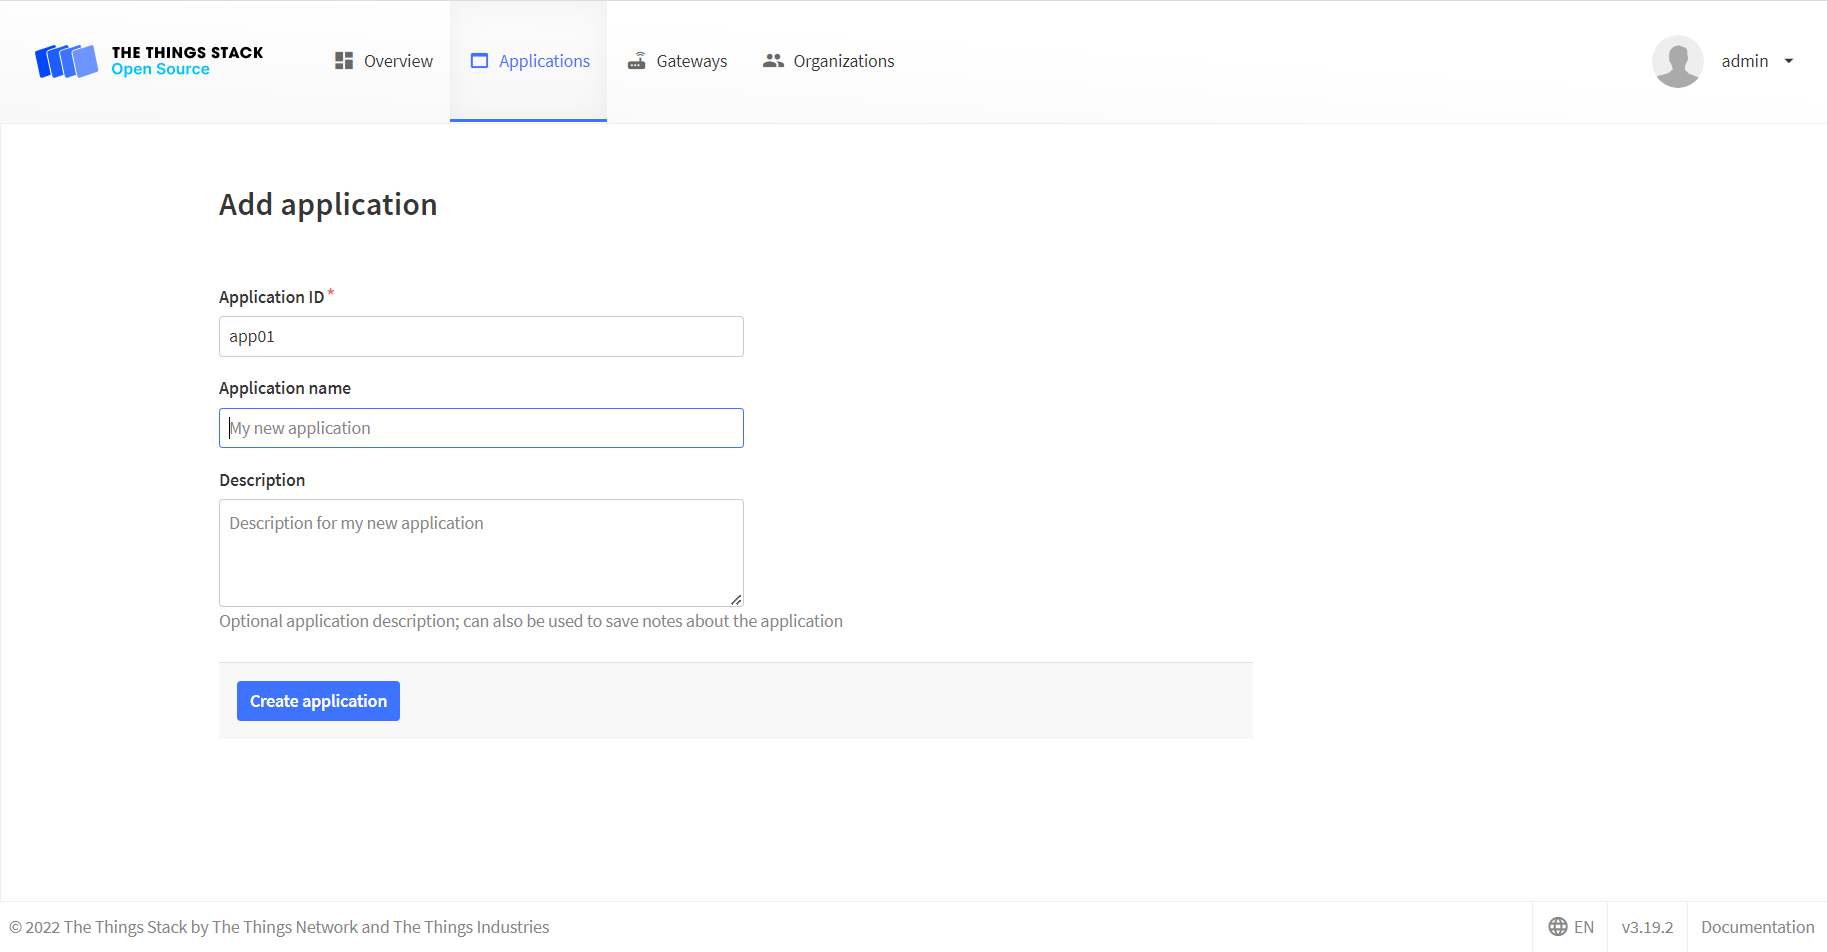 THE THINGS STACK
Open Source
Overview
Applications
Gateways
Organizations
admin
Add application
Application ID *
app01
Application name
My new application
Description
Description for my new application
Optional application description; can also be used to save notes about the application
Create application
© 2022 The Things Stack by The Things Network and The Things Industries
EN
v3.19.2
Documentation